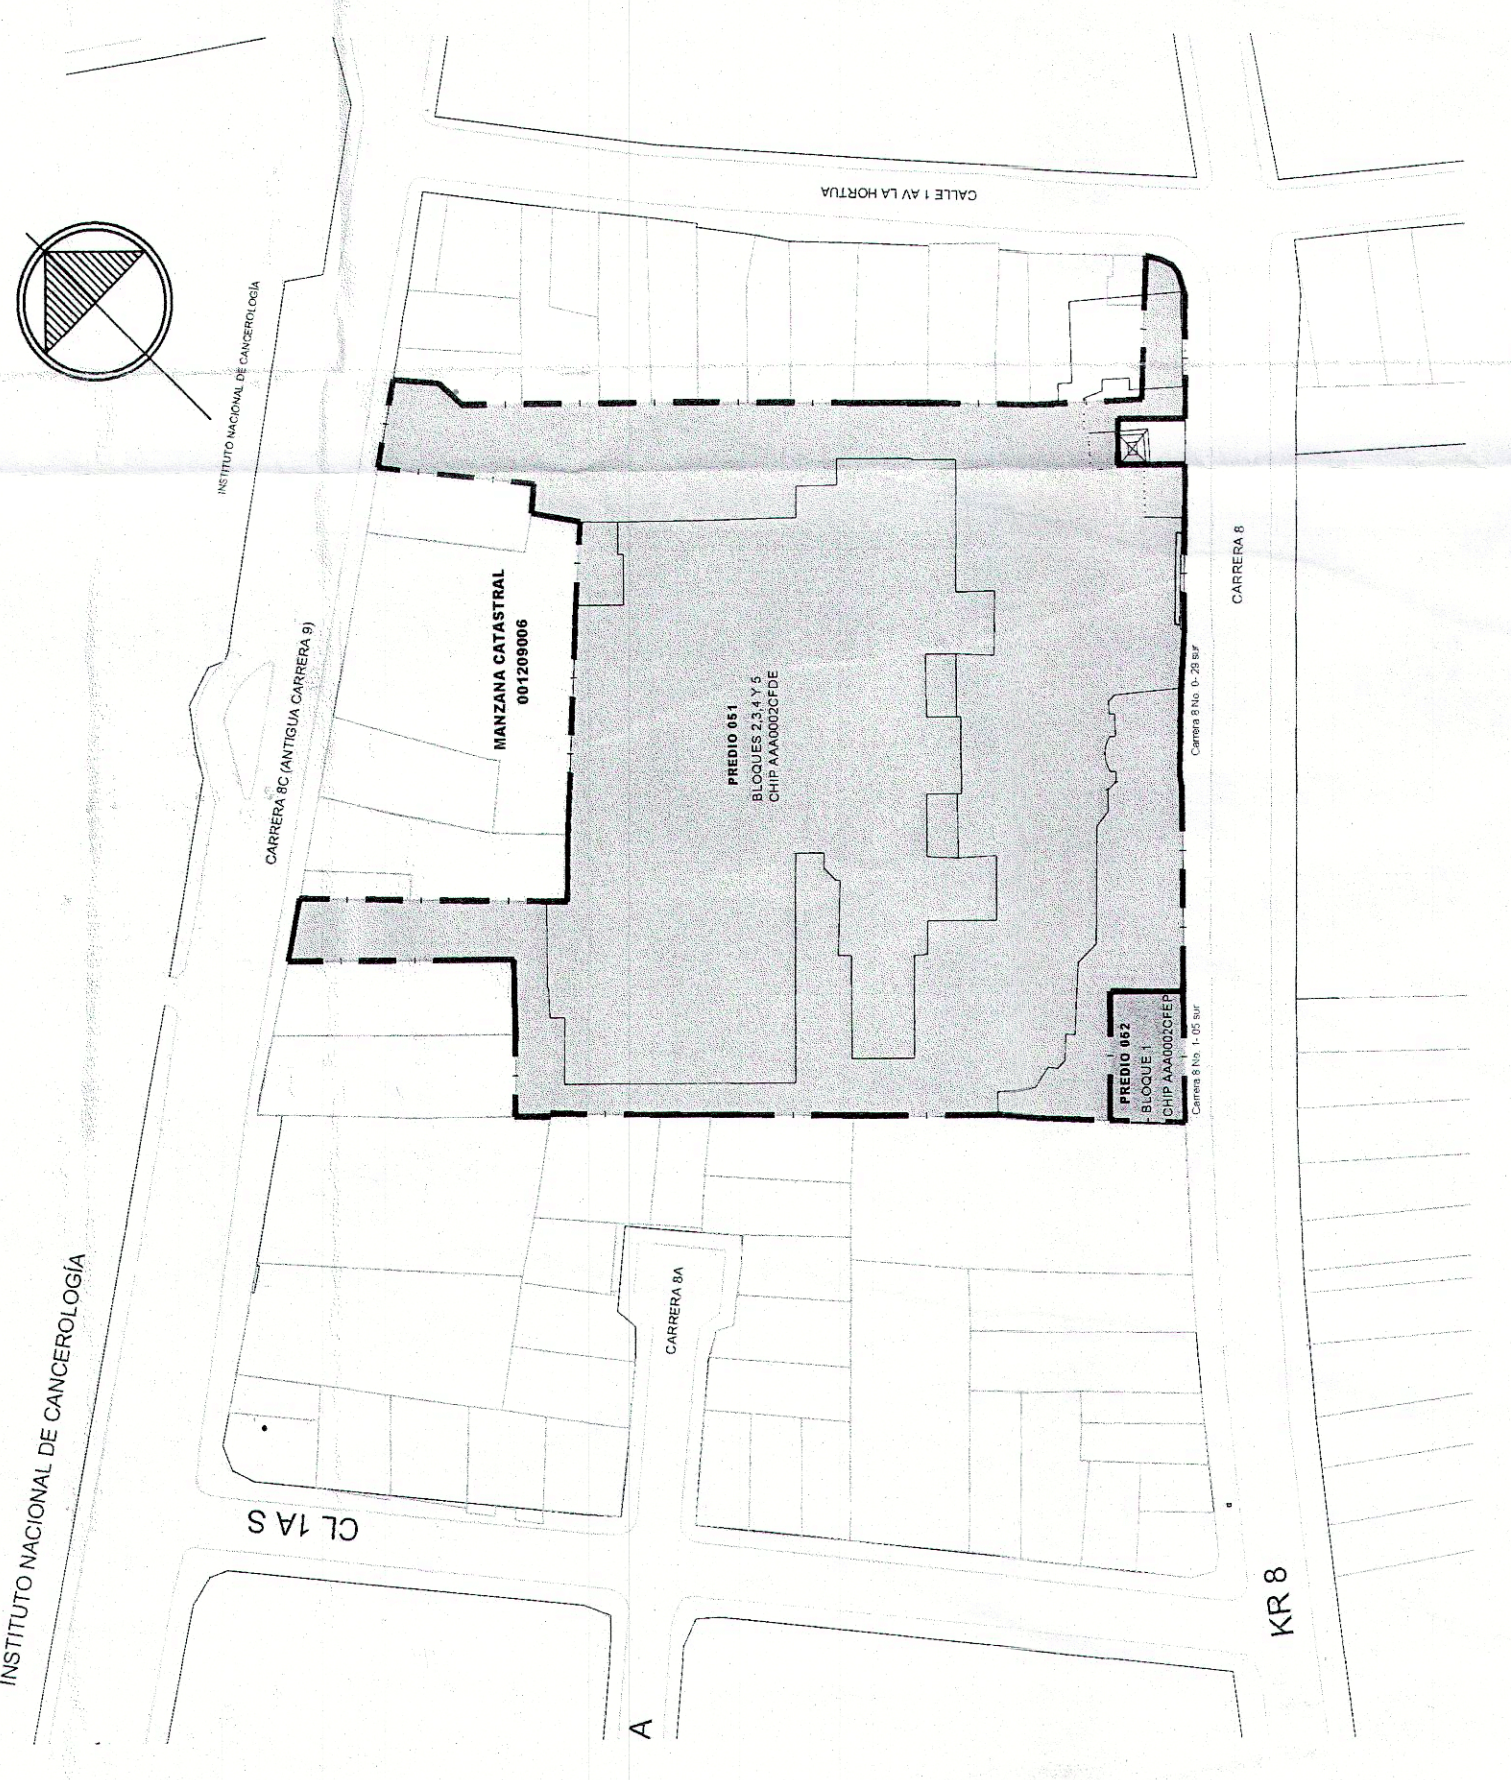 CALLE 1 AV LA HORTUA
INSTITUTO NACIONAL DE CANCEROLOGÍA
CARRERA 8C (ANTIGUA CARRERA 9)
MANZANA CATASTRAL
001209006
CARRERA 8
PREDIO 051
BLOQUES 2,3,4 Y 5
CHIP AAA0002CFDE
Carrera 8 No. 0- 29 sur
PREDIO 052
BLOQUE 1
CHIP AAA0002CFEP
Carrera 8 No. 1- 05 sur
CARRERA 8A
INSTITUTO NACIONAL DE CANCEROLOGÍA
CL 1A S
KR 8
A